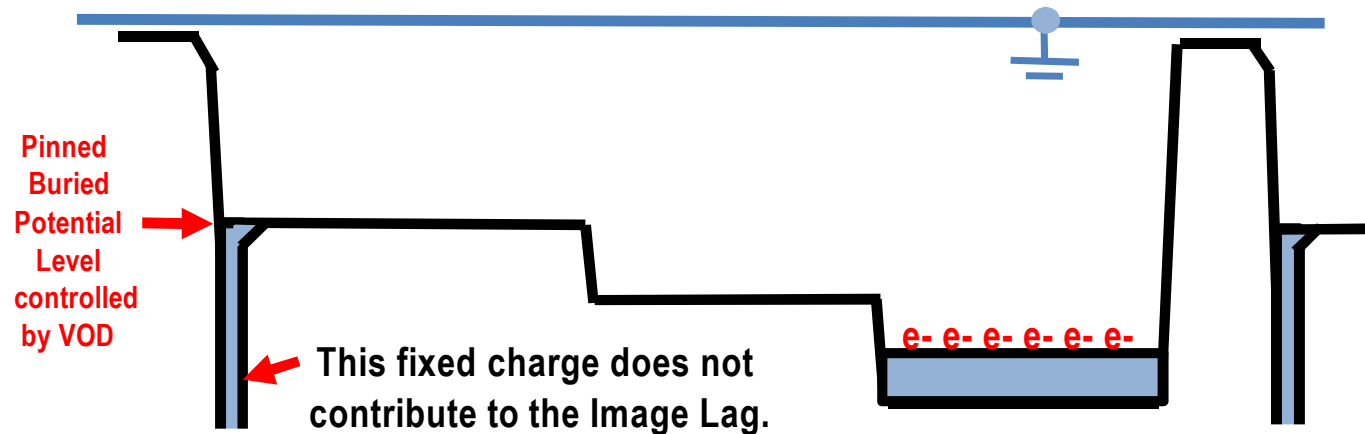 Pinned
Buried
Potential
Level
controlled
by VOD
e- e- e- e- e- e-
This fixed charge does not
contribute to the Image Lag.